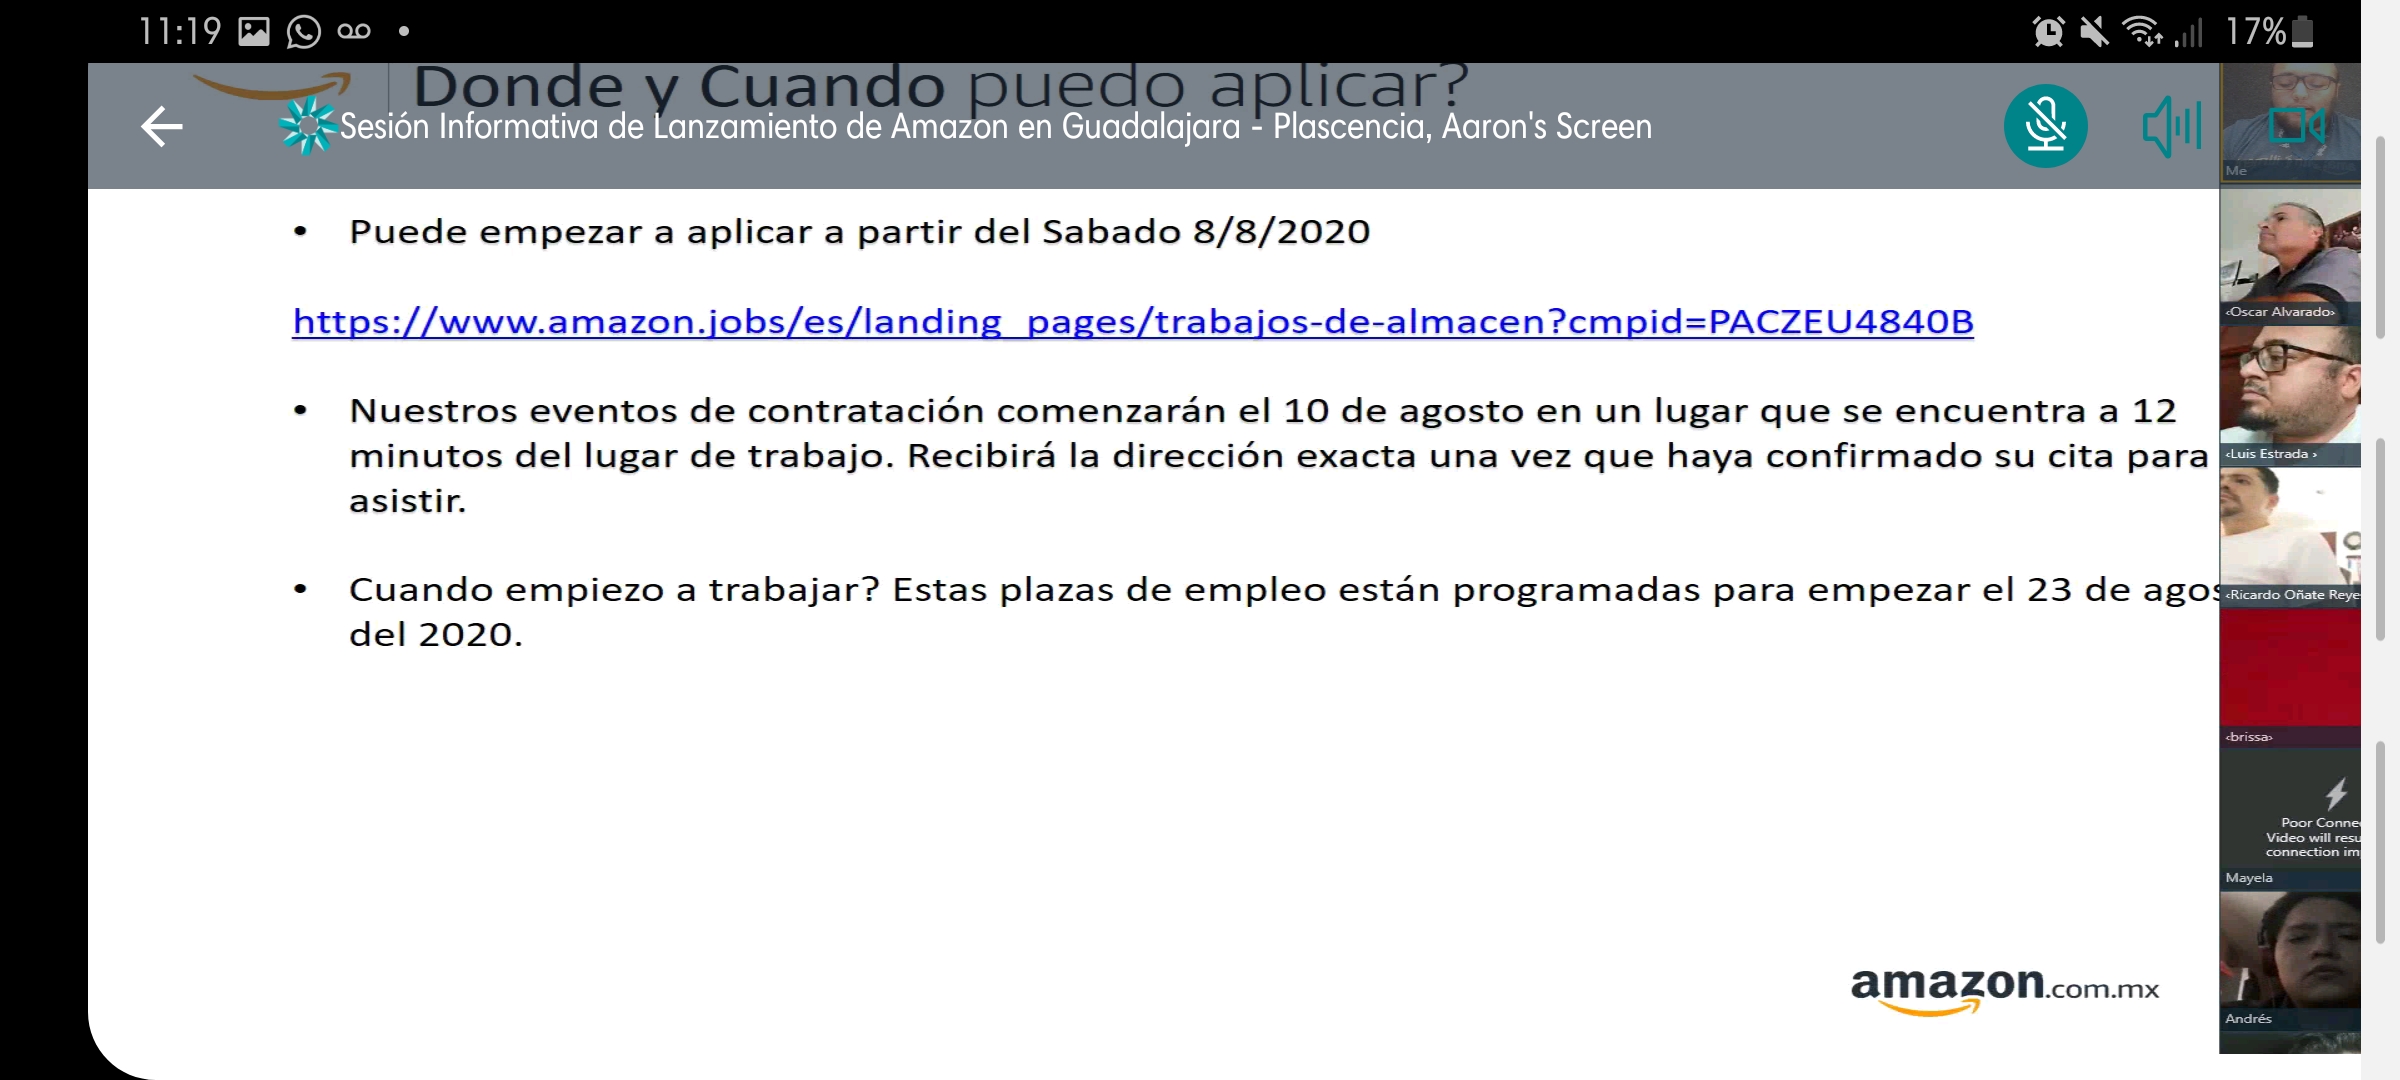 11:19
17%
Donde y Cuando puedo aplicar?
Sesión Informativa de Lanzamiento de Amazon en Guadalajara - Plascencia, Aaron's Screen
Me
• Puede empezar a aplicar a partir del Sabado 8/8/2020
‹Oscar Alvarado›
https://www.amazon.jobs/es/landing_pages/trabajos-de-almacen?cmpid=PACZEU4840B
• Nuestros eventos de contratación comenzarán el 10 de agosto en un lugar que se encuentra a 12
minutos del lugar de trabajo. Recibirá la dirección exacta una vez que haya confirmado su cita para
asistir.
‹Luis Estrada ›
• Cuando empiezo a trabajar? Estas plazas de empleo están programadas para empezar el 23 de agos
del 2020.
‹Ricardo Oñate Reye
‹brissa›
Poor Conne
Video will resu
connection im
Mayela
amazon.com.mx
Andrés